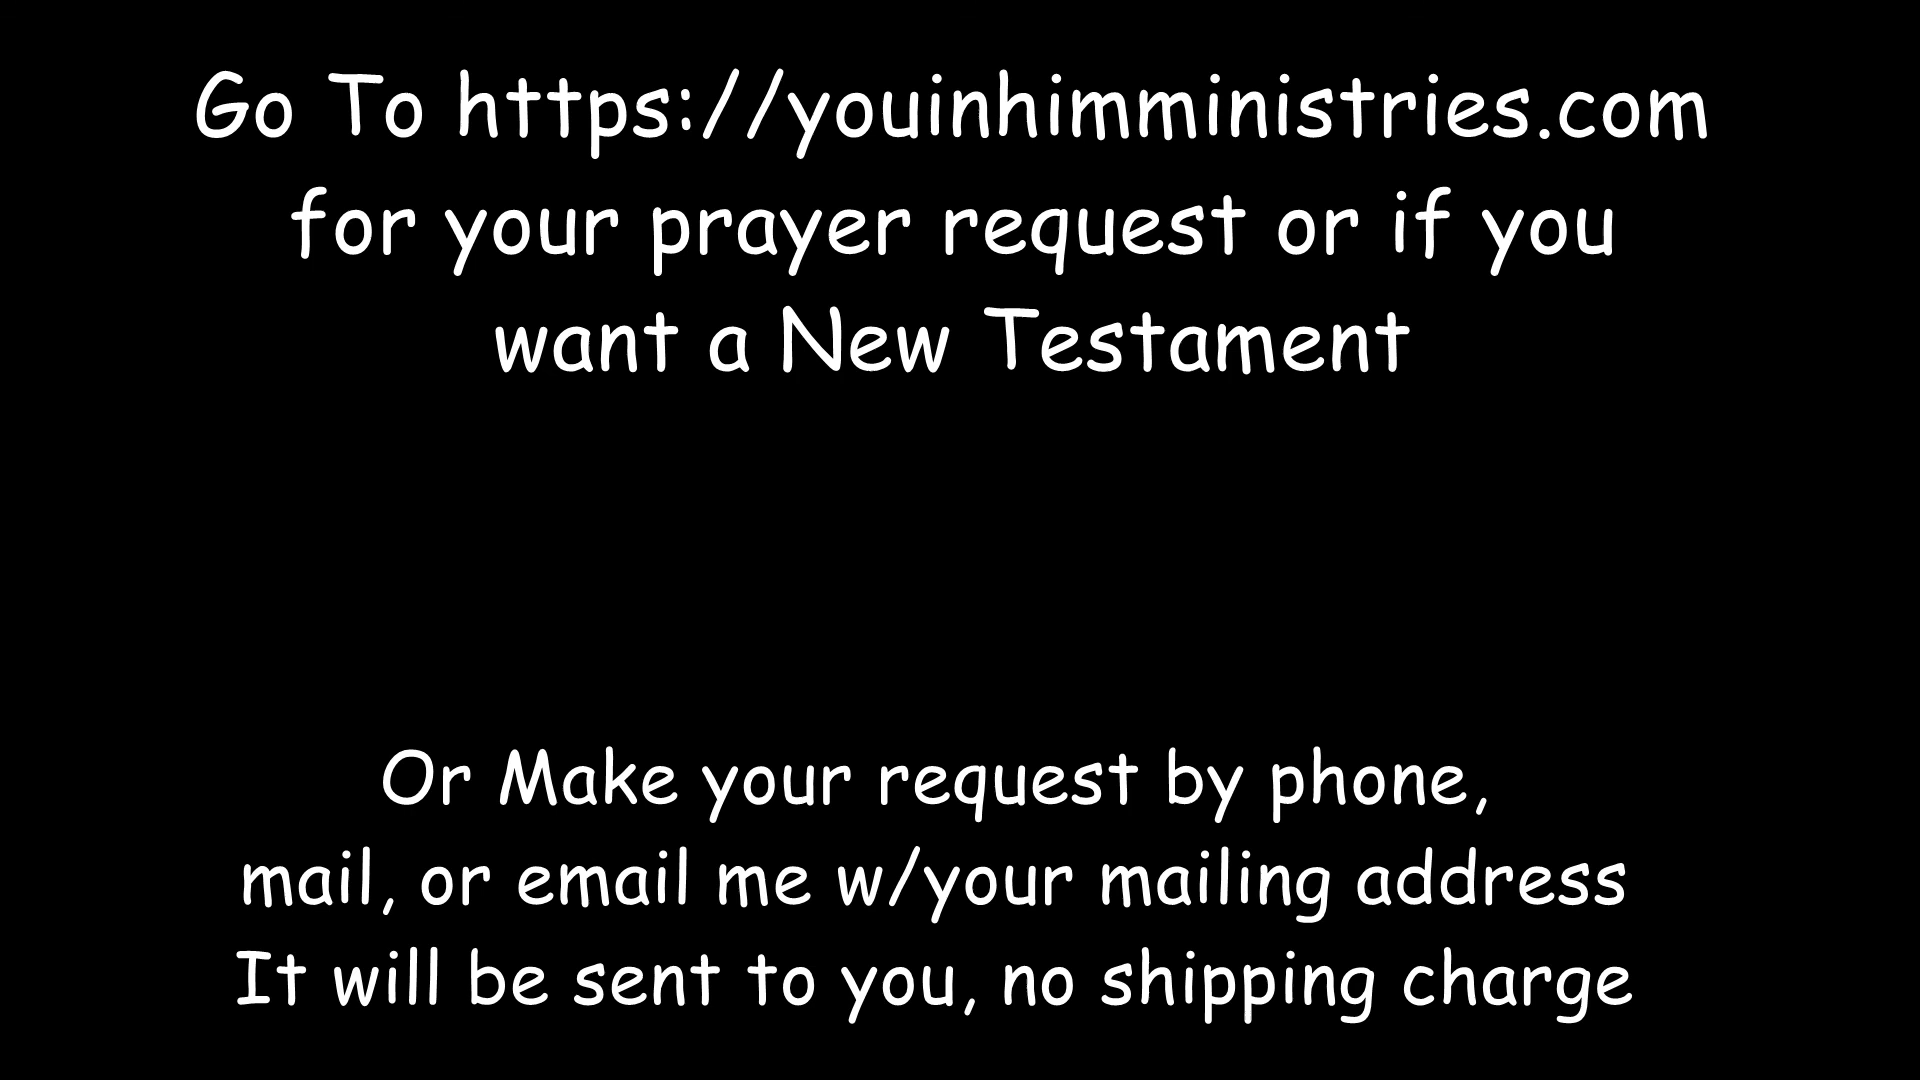 Go To https://youinhimministries.com
for your prayer request or if you
want a New Testament
Or Make your request by phone,
mail, or email me w/your mailing address
It will be sent to you, no shipping charge